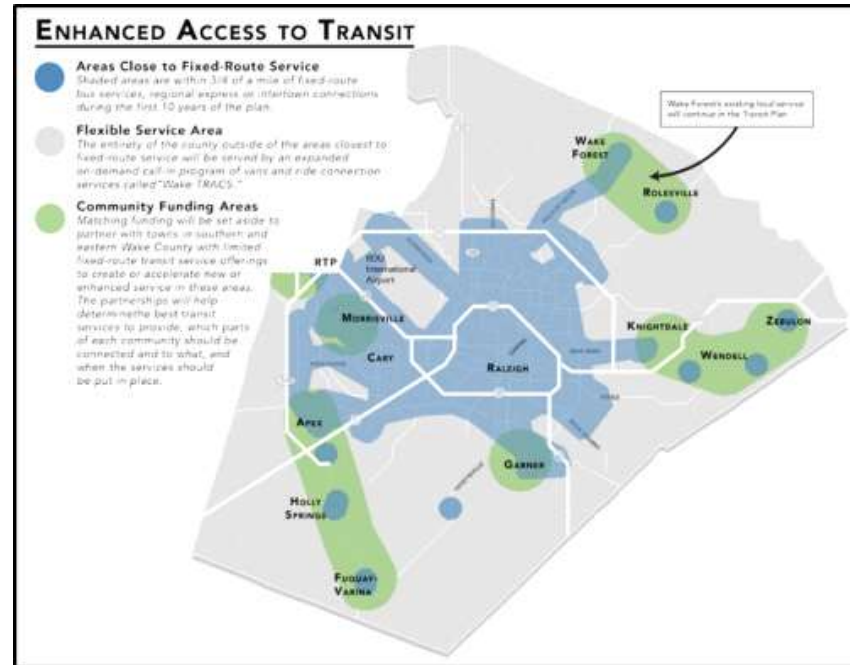 ENHANCED ACCESS TO TRANSIT
Areas Close to Fixed-Route Service
Shaded areas are within 3/4 of a mile of fixed-route
bus services, regional express or intertown connections
during the first 10 years of the plan.
Flexible Service Area
The entirety of the county outside of the areas closest to
fixed-route service will be served by an expanded
on-demand call-in program of vans and ride connection
services called "Wake TRACS."
Community Funding Areas
Matching funding will be set aside to
partner with towns in southern and
eastern Wake County with limited
fixed-route transit service offerings
to create or accelerate new or
enhanced service in these areas.
The partnerships will help
determinethe best transit
services to provide, which parts
of each community should be
connected and to what, and
when the services should
be put in place.
Wake Forest's existing local service
will continue in the Transit Plan
WAKE
FOREST
ROLESVILLE
RTP
RDU
International
Airport
MORRISVILLE
CARY
RALEIGH
KNIGHTDALE
ZEBULON
WENDELL
APEX
GARNER
HOLLY
SPRINGS
FUQUAY-
VARINA